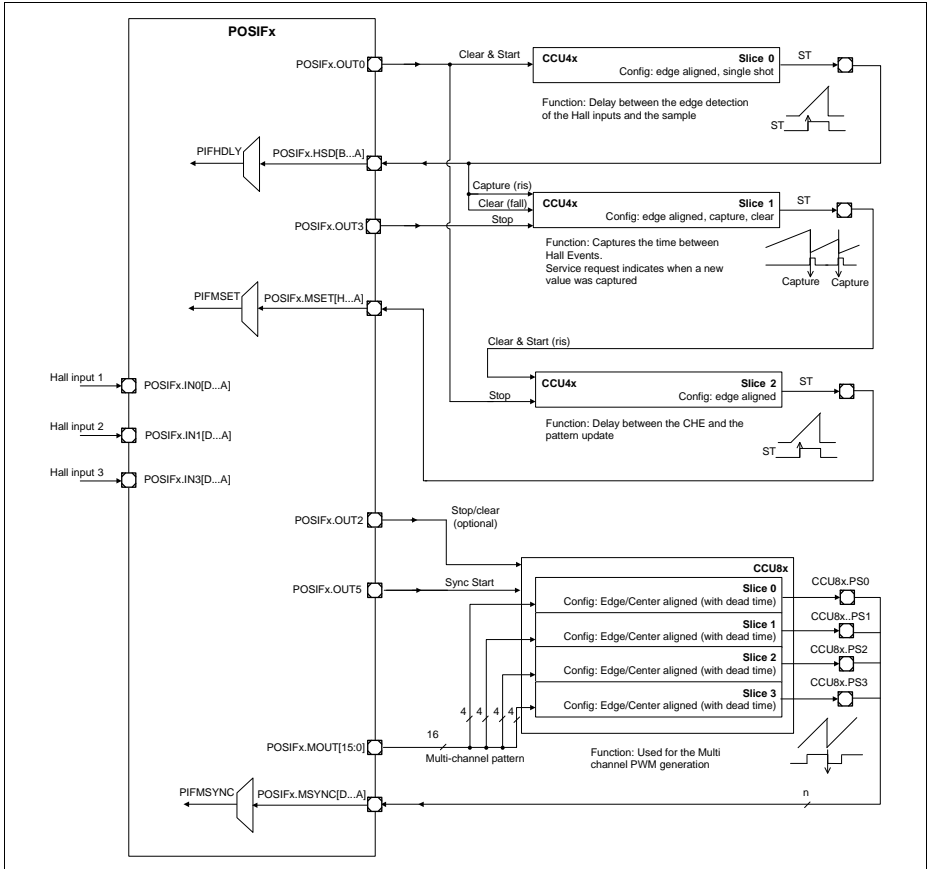 POSIFx
POSIFx.OUT0
Clear & Start
CCU4x
Slice 0
Config: edge aligned, single shot
ST
Function: Delay between the edge detection
of the Hall inputs and the sample
ST
PIFHDLY
POSIFx.HSD[B...A]
Capture (ris)
Clear (fall)
Stop
POSIFx.OUT3
CCU4x
Slice 1
Config: edge aligned, capture, clear
ST
Function: Captures the time between
Hall Events.
Service request indicates when a new
value was captured
Capture
Capture
PIFMSET
POSIFx.MSET[H...A]
Clear & Start (ris)
Stop
CCU4x
Slice 2
Config: edge aligned
ST
Function: Delay between the CHE and the
pattern update
ST
Hall input 1
POSIFx.IN0[D...A]
Hall input 2
POSIFx.IN1[D...A]
Hall input 3
POSIFx.IN3[D...A]
POSIFx.OUT2
Stop/clear
(optional)
POSIFx.OUT5
Sync Start
CCU8x
Slice 0
Config: Edge/Center aligned (with dead time)
Slice 1
Config: Edge/Center aligned (with dead time)
Slice 2
Config: Edge/Center aligned (with dead time)
Slice 3
Config: Edge/Center aligned (with dead time)
CCU8x.PS0
CCU8x..PS1
CCU8x.PS2
CCU8x.PS3
4 4 4 4
POSIFx.MOUT[15:0]
16
Multi-channel pattern
Function: Used for the Multi
channel PWM generation
PIFMSYNC
POSIFx.MSYNC[D...A]
n